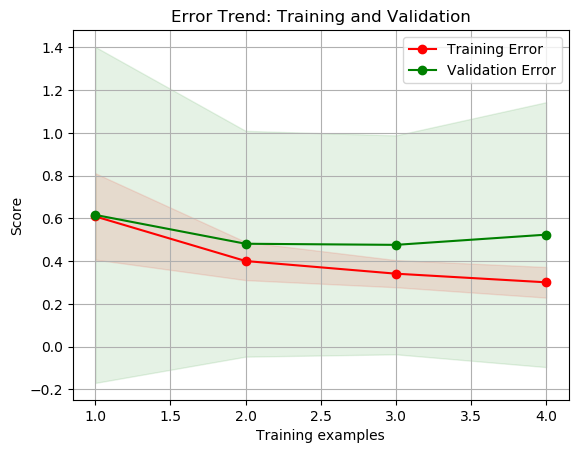 Error Trend: Training and Validation
Training Error
Validation Error
Score
1.4
1.2
1.0
0.8
0.6
0.4
0.2
0.0
−0.2
1.0 1.5 2.0 2.5 3.0 3.5 4.0
Training examples